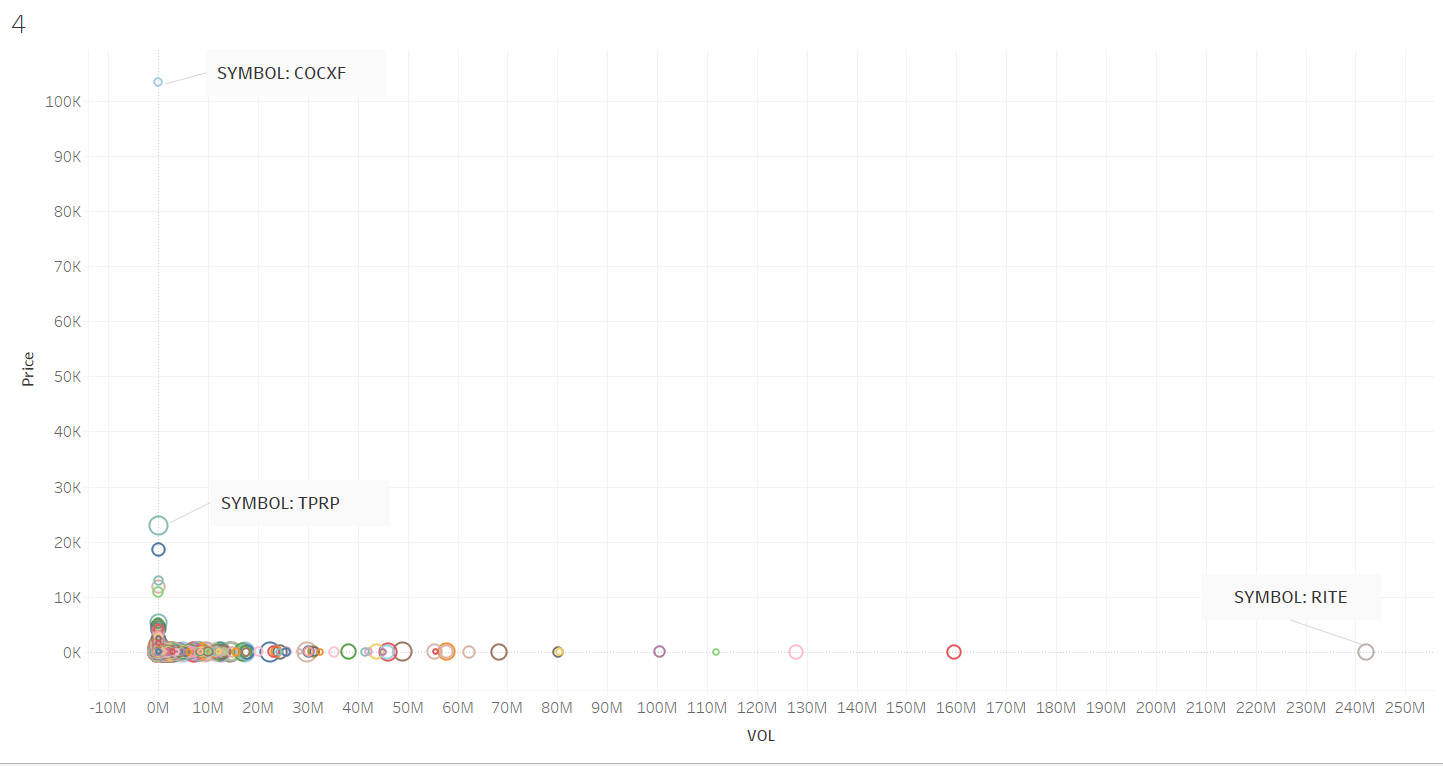 4
SYMBOL: COCXF
100K
90K
80K
70K
60K
50K
40K
30K
20K
10K
0K
Price
SYMBOL: TPRP
SYMBOL: RITE
-10M 0M 10M 20M 30M 40M 50M 60M 70M 80M 90M 100M 110M 120M 130M 140M 150M 160M 170M 180M 190M 200M 210M 220M 230M 240M 250M
VOL